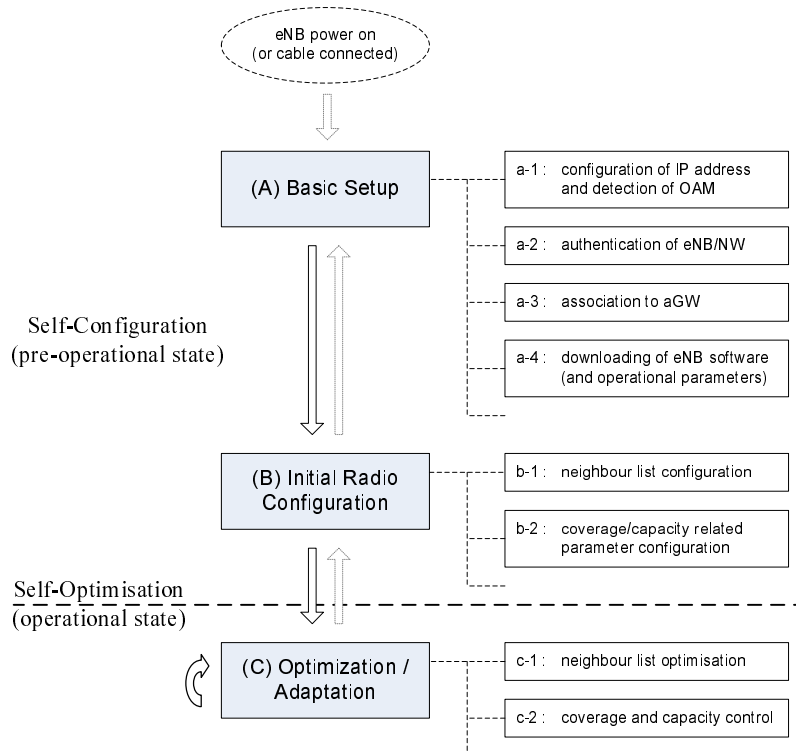 eNB power on
(or cable connected)
(A) Basic Setup
a-1 : configuration of IP address
and detection of OAM
a-2 : authentication of eNB/NW
a-3 : association to aGW
a-4 : downloading of eNB software
(and operational parameters)
Self-Configuration
(pre-operational state)
(B) Initial Radio
Configuration
b-1 : neighbour list configuration
b-2 : coverage/capacity related
parameter configuration
Self-Optimisation
(operational state)
(C) Optimization /
Adaptation
c-1 : neighbour list optimisation
c-2 : coverage and capacity control